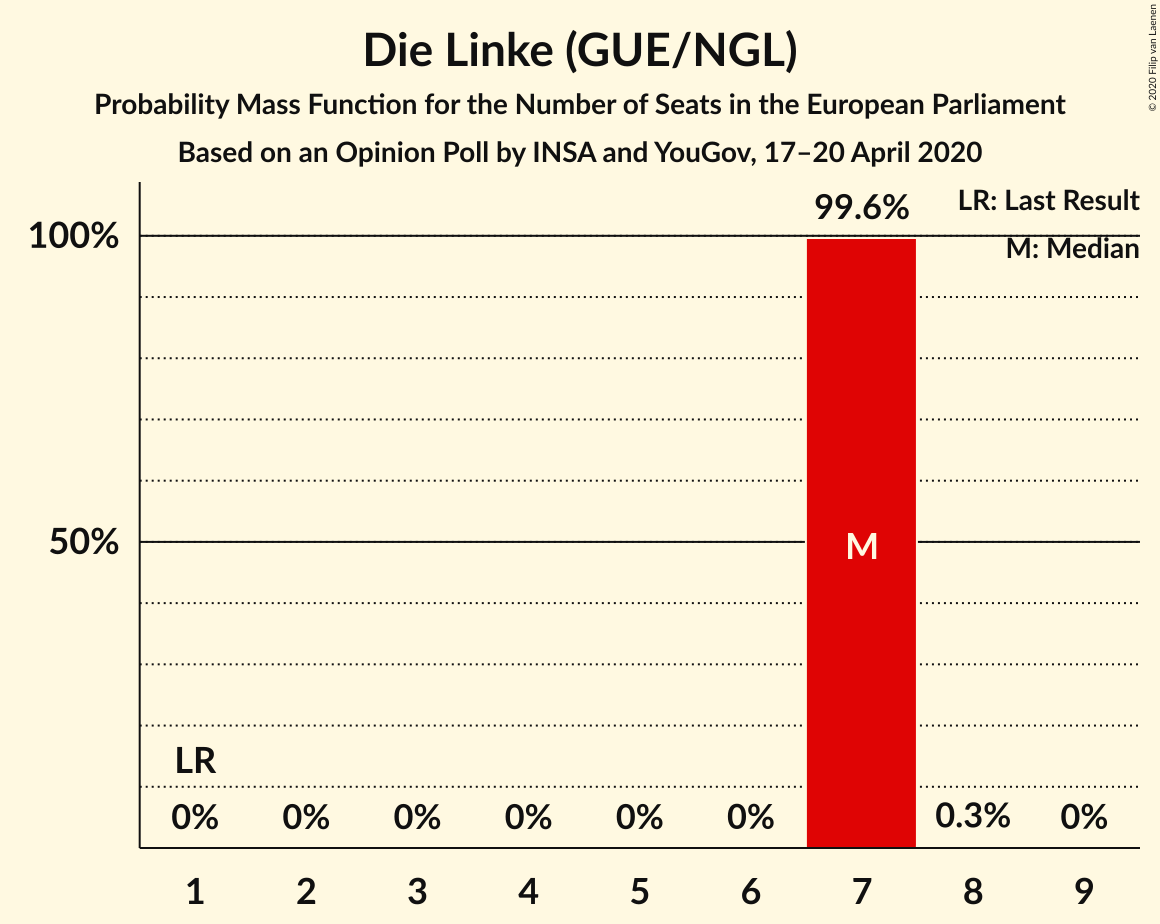 Die Linke (GUE/NGL)
Probability Mass Function for the Number of Seats in the European Parliament
Based on an Opinion Poll by INSA and YouGov, 17–20 April 2020
© 2020 Filip van Laenen
LR: Last Result
M: Median
99.6%
100%
50%
M
LR
0% 0% 0% 0% 0% 0% 0.3% 0%
1 2 3 4 5 6 7 8 9